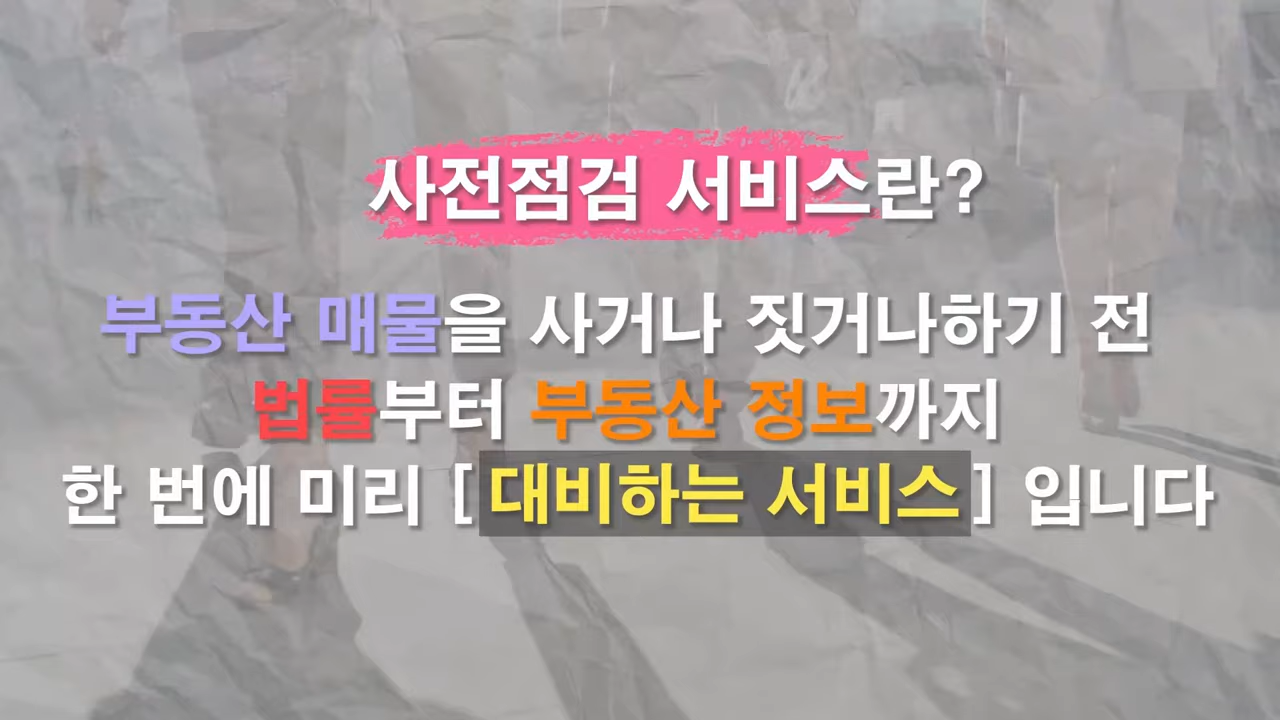 사전점검 서비스란?
부동산 매물을 사거나 짓거나하기 전
법률부터 부동산 정보까지
한 번에 미리 [대비하는 서비스] 입니다